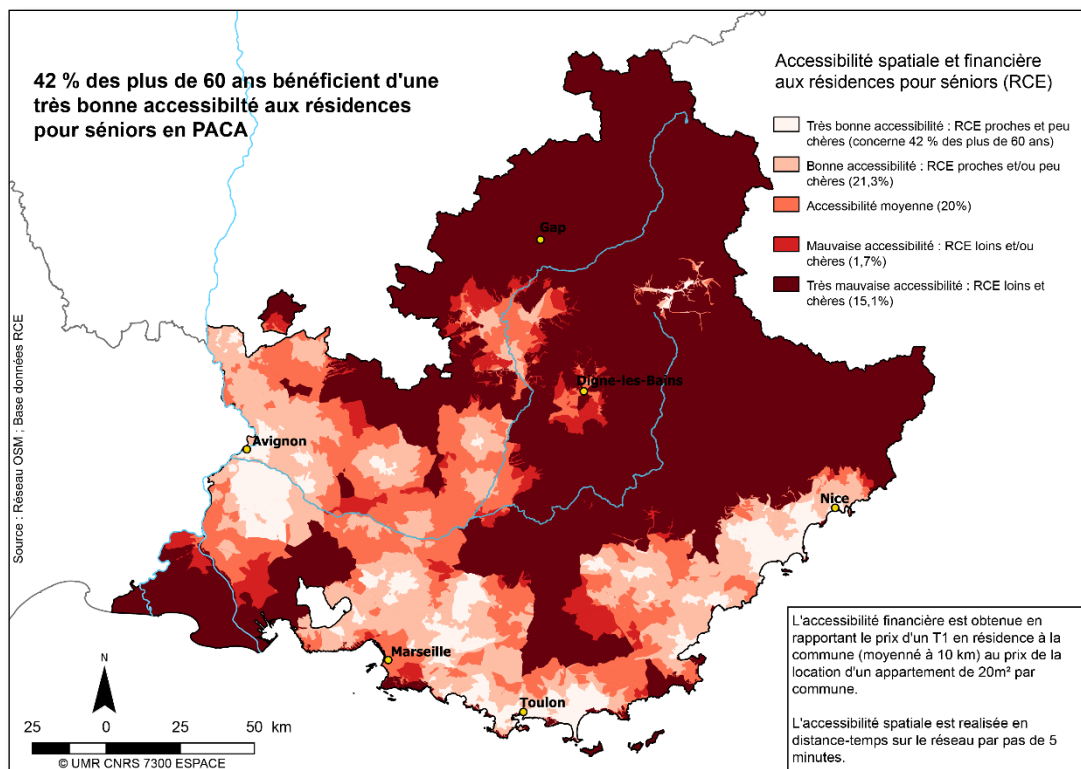 42 % des plus de 60 ans bénéficient d'une
très bonne accessibilté aux résidences
pour séniors en PACA
Accessibilité spatiale et financière
aux résidences pour séniors (RCE)
Très bonne accessibilité : RCE proches et peu
chères (concerne 42 % des plus de 60 ans)
Bonne accessibilité : RCE proches et/ou peu
chères (21,3%)
Accessibilité moyenne (20%)
Mauvaise accessibilité : RCE loins et/ou
chères (1,7%)
Très mauvaise accessibilité : RCE loins et
chères (15,1%)
Gap
Digne-les-Bains
Avignon
Nice
Marseille
Toulon
Source : Réseau OSM ; Base données RCE
N
25 0 25 50 km
© UMR CNRS 7300 ESPACE
L'accessibilité financière est obtenue en
rapportant le prix d'un T1 en résidence à la
commune (moyenné à 10 km) au prix de la
location d'un appartement de 20m² par
commune.
L'accessibilité spatiale est realisée en
distance-temps sur le réseau par pas de 5
minutes.